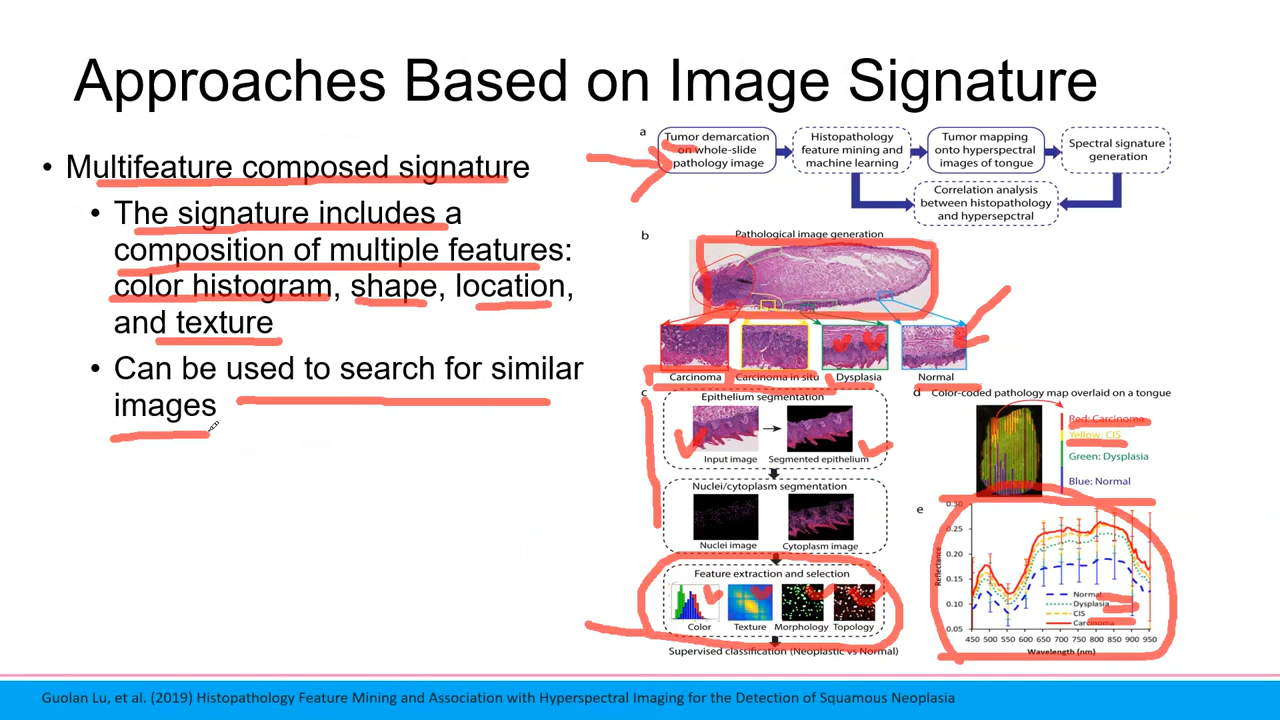 Approaches Based on Image Signature
• Multifeature composed signature
• The signature includes a
composition of multiple features:
color histogram, shape, location,
and texture
• Can be used to search for similar
images
a
Tumor demarcation
on whole-slide
pathology image
Histopathology
feature mining and
machine learning
Tumor mapping
onto hyperspectral
images of tongue
Spectral signature
generation
Correlation analysis
between histopathology
and hypersepctral
b
Pathological image generation
Carcinoma
Carcinoma in situ
Dysplasia
Normal
c
Epithelium segmentation
Input image
Segmented epithelium
Nuclei/cytoplasm segmentation
Nuclei image
Cytoplasm image
Feature extraction and selection
Color
Texture
Morphology
Topology
Supervised classification (Neoplastic vs Normal)
d
Color-coded pathology map overlaid on a tongue
Red: Carcinoma
Yellow: CIS
Green: Dysplasia
Blue: Normal
e
0.30
0.25
0.20
0.15
0.10
0.05
Reflectance
Normal
Dysplasia
CIS
Carcinoma
450 500 550 600 650 700 750 800 850 900 950
Wavelength (nm)
Guolan Lu, et al. (2019) Histopathology Feature Mining and Association with Hyperspectral Imaging for the Detection of Squamous Neoplasia